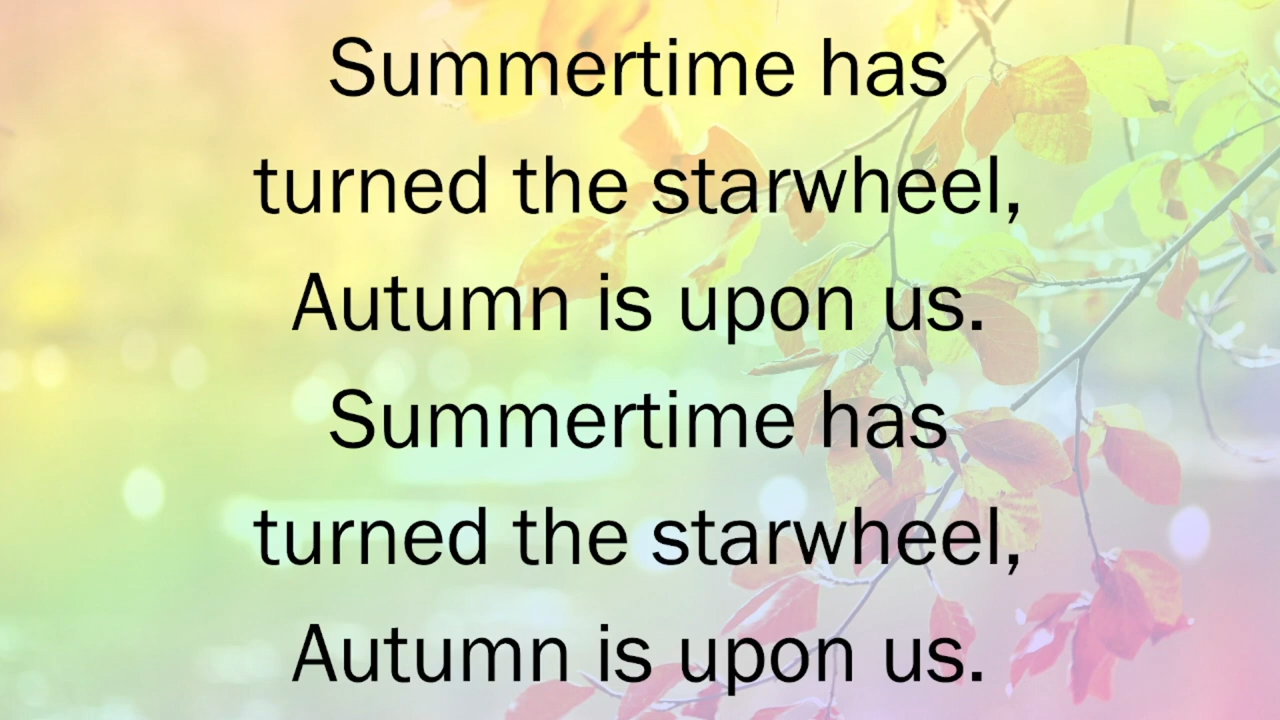 Summertime has
turned the starwheel,
Autumn is upon us.
Summertime has
turned the starwheel,
Autumn is upon us.